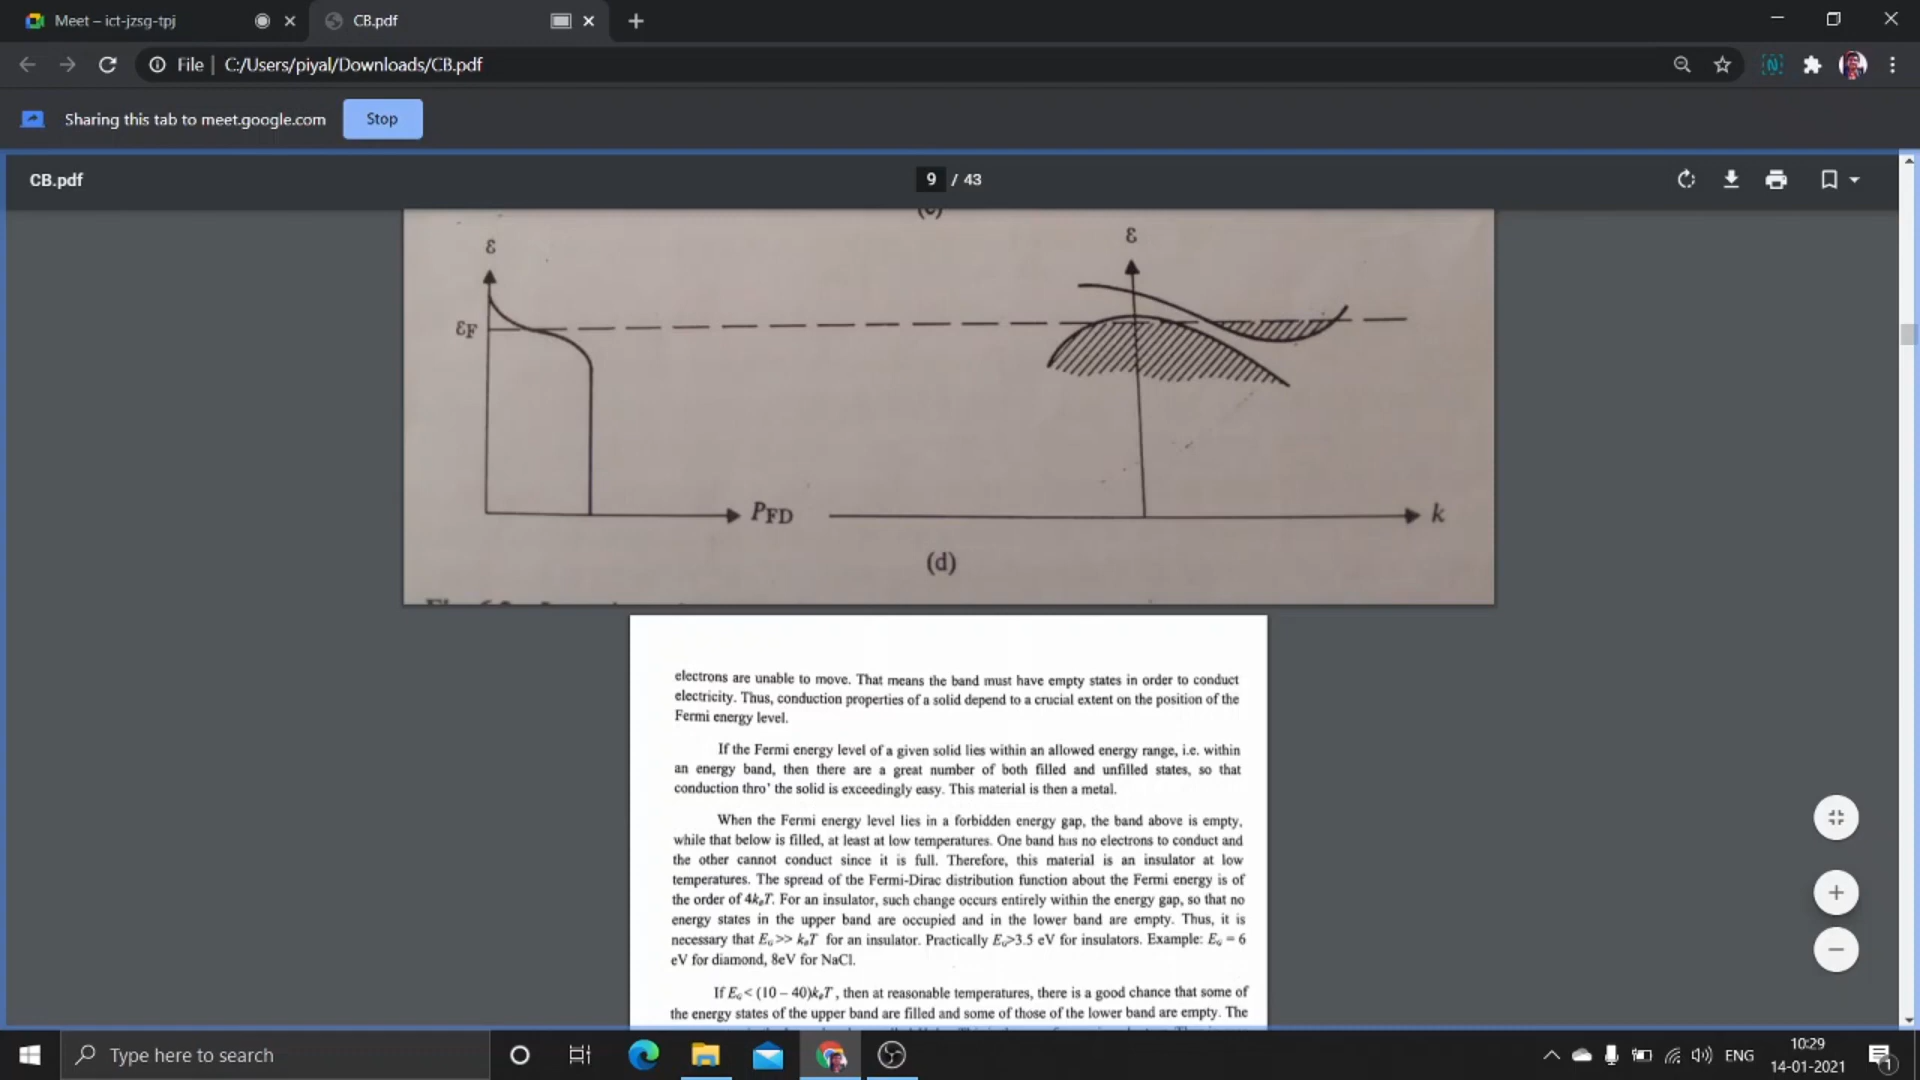 Meet – ict-jzsg-tpj
CB.pdf
File | C:/Users/piyal/Downloads/CB.pdf
Sharing this tab to meet.google.com
Stop
CB.pdf
9 / 43
ε
ε
εF
PFD
k
(d)
electrons are unable to move. That means the band must have empty states in order to conduct
electricity. Thus, conduction properties of a solid depend to a crucial extent on the position of the
Fermi energy level.
If the Fermi energy level of a given solid lies within an allowed energy range, i.e. within
an energy band, then there are a great number of both filled and unfilled states, so that
conduction thro' the solid is exceedingly easy. This material is then a metal.
When the Fermi energy level lies in a forbidden energy gap, the band above is empty,
while that below is filled, at least at low temperatures. One band has no electrons to conduct and
the other cannot conduct since it is full. Therefore, this material is an insulator at low
temperatures. The spread of the Fermi-Dirac distribution function about the Fermi energy is of
the order of 4kBT. For an insulator, such change occurs entirely within the energy gap, so that no
energy states in the upper band are occupied and in the lower band are empty. Thus, it is
necessary that EG >> kBT for an insulator. Practically EG>3.5 eV for insulators. Example: EG = 6
eV for diamond, 8eV for NaCl.
If EG < (10 – 40)kBT, then at reasonable temperatures, there is a good chance that some of
the energy states of the upper band are filled and some of those of the lower band are empty. The
Type here to search
ENG
10:29
14-01-2021
1